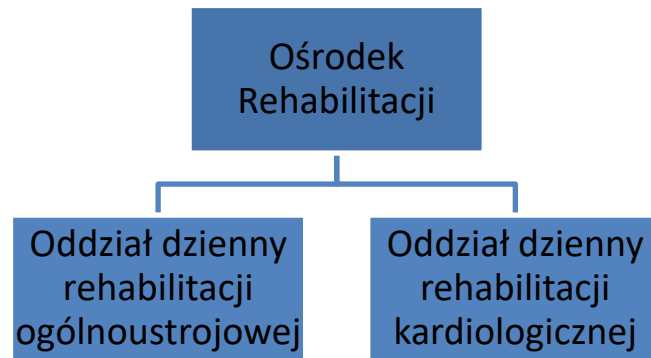 Ośrodek
Rehabilitacji
Oddział dzienny
rehabilitacji
ogólnoustrojowej
Oddział dzienny
rehabilitacji
kardiologicznej